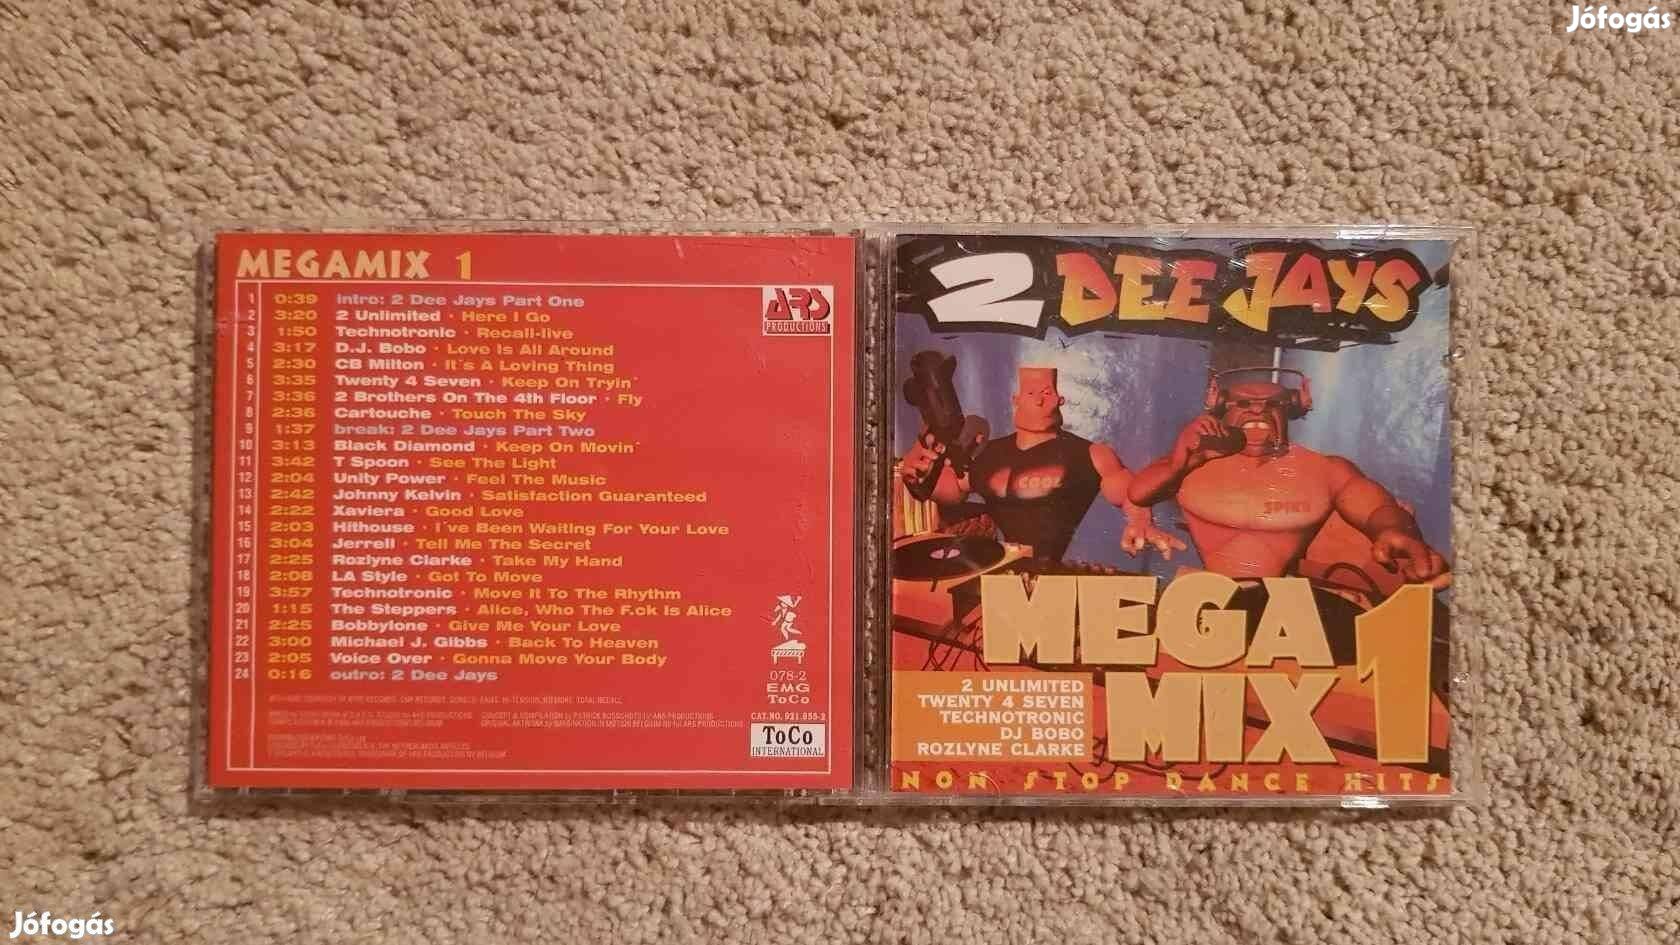 Jófogás
MEGAMIX 1
1 0:39 intro: 2 Dee Jays Part One
2 3:20 2 Unlimited · Here I Go
3 1:50 Technotronic · Recall-live
4 3:17 D.J. Bobo · Love Is All Around
5 2:30 CB Milton · It's A Loving Thing
6 3:35 Twenty 4 Seven · Keep On Tryin'
7 3:36 2 Brothers On The 4th Floor · Fly
8 2:36 Cartouche · Touch The Sky
9 1:37 break: 2 Dee Jays Part Two
10 3:13 Black Diamond · Keep On Movin'
11 3:42 T Spoon · See The Light
12 2:04 Unity Power · Feel The Music
13 2:42 Johnny Kelvin · Satisfaction Guaranteed
14 2:22 Xaviera · Good Love
15 2:03 Hithouse · I've Been Waiting For Your Love
16 3:04 Jerrell · Tell Me The Secret
17 2:25 Rozlyne Clarke · Take My Hand
18 2:08 LA Style · Got To Move
19 3:57 Technotronic · Move It To The Rhythm
20 1:15 The Steppers · Alice, Who The F.ck Is Alice
21 2:25 Bobbylone · Give Me Your Love
22 3:00 Michael J. Gibbs · Back To Heaven
23 2:05 Voice Over · Gonna Move Your Body
24 0:16 outro: 2 Dee Jays
ARS
PRODUCTIONS
078-2
EMG
ToCo
CAT.NO. 921.855-2
ToCo
INTERNATIONAL
2 DEE JAYS
COOL
SPIKE
MEGA
MIX 1
2 UNLIMITED
TWENTY 4 SEVEN
TECHNOTRONIC
DJ BOBO
ROZLYNE CLARKE
NON STOP DANCE HITS
Jófogás